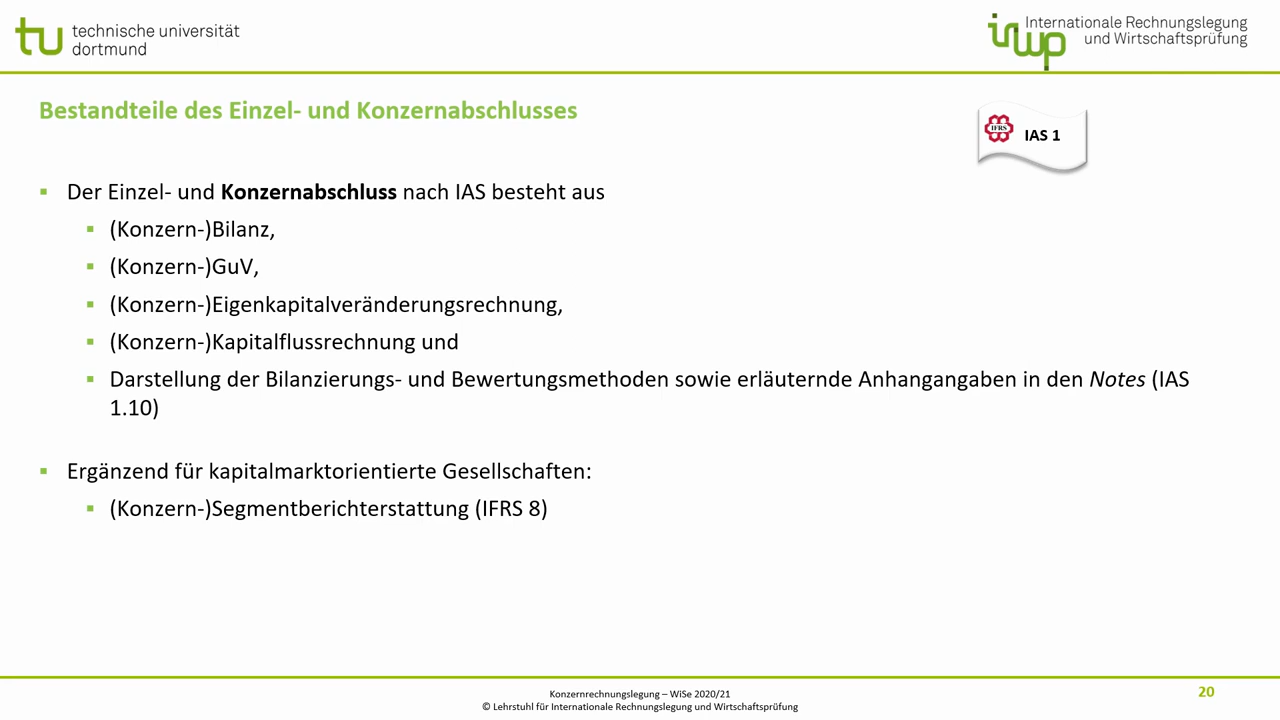 technische universität
dortmund
Internationale Rechnungslegung
und Wirtschaftsprüfung
Bestandteile des Einzel- und Konzernabschlusses
IFRS
IAS 1
Der Einzel- und Konzernabschluss nach IAS besteht aus
(Konzern-)Bilanz,
(Konzern-)GuV,
(Konzern-)Eigenkapitalveränderungsrechnung,
(Konzern-)Kapitalflussrechnung und
Darstellung der Bilanzierungs- und Bewertungsmethoden sowie erläuternde Anhangangaben in den Notes (IAS
1.10)
Ergänzend für kapitalmarktorientierte Gesellschaften:
(Konzern-)Segmentberichterstattung (IFRS 8)
Konzernrechnungslegung – WiSe 2020/21
© Lehrstuhl für Internationale Rechnungslegung und Wirtschaftsprüfung
20